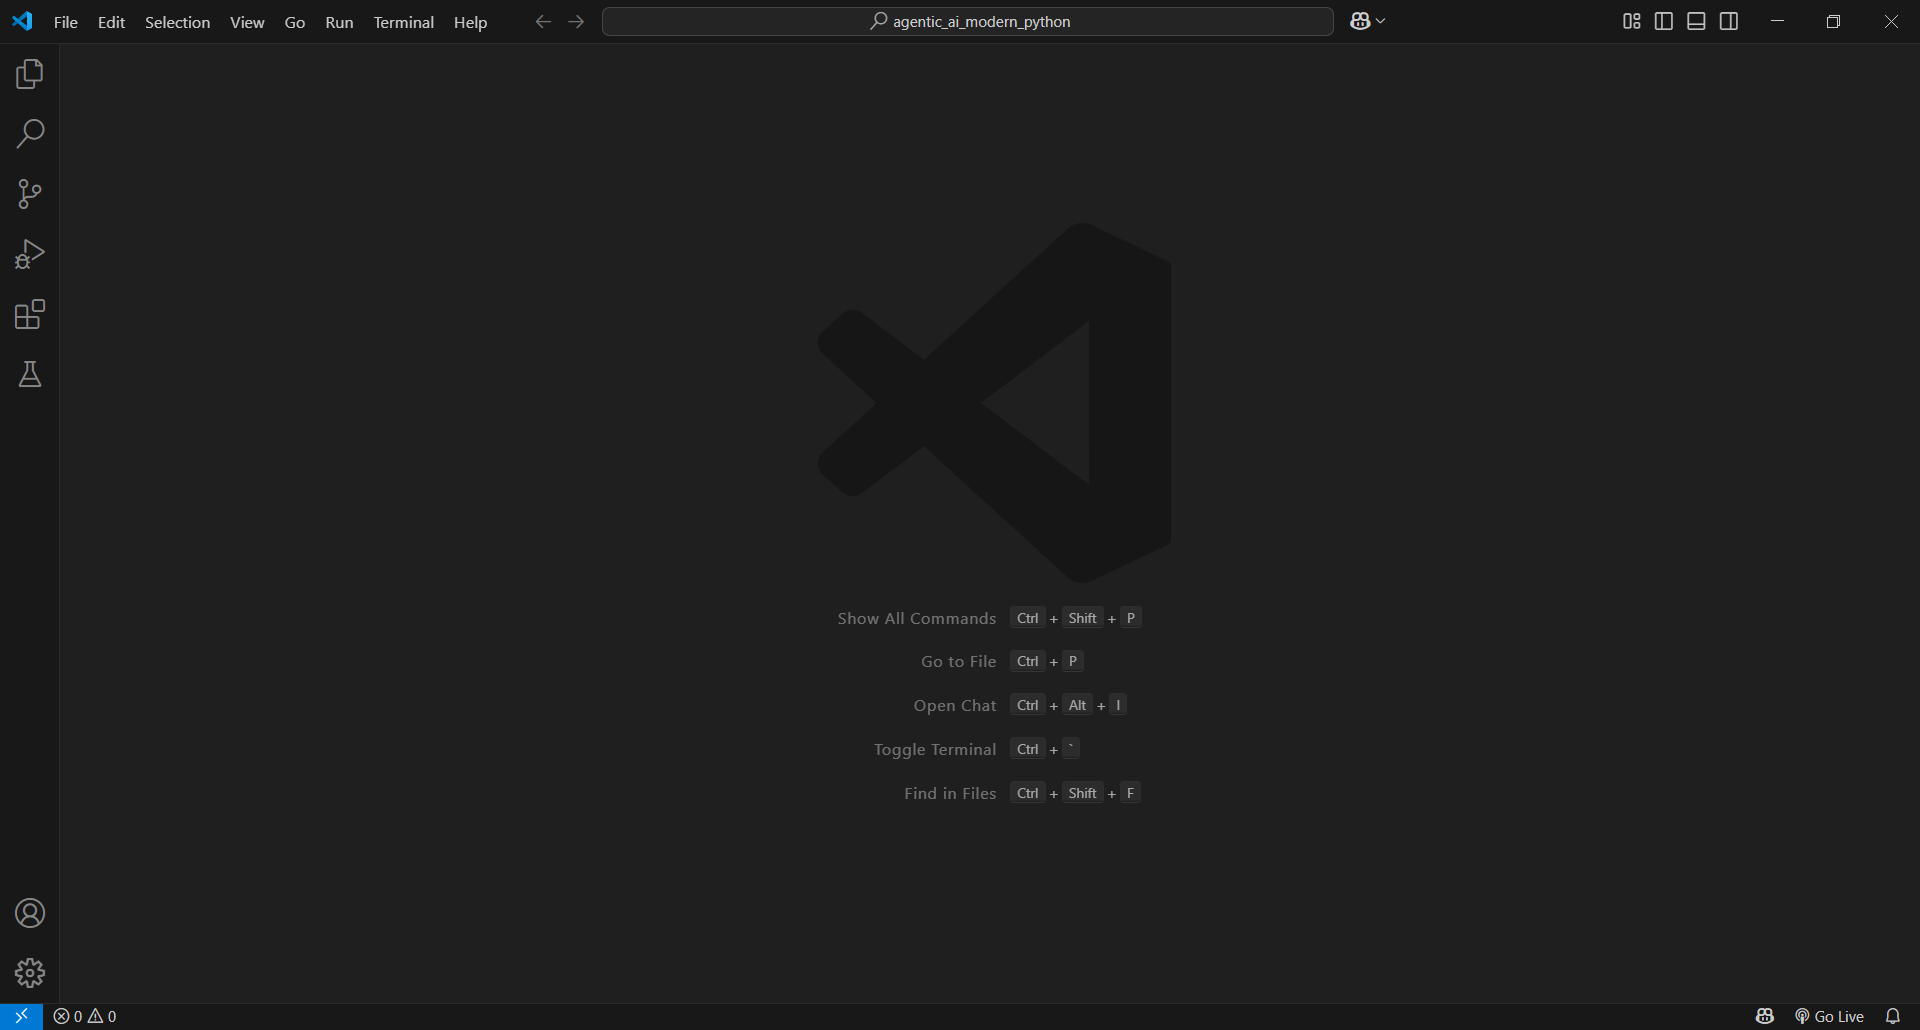 File Edit Selection View Go Run Terminal Help agentic_ai_modern_python
Show All Commands Ctrl + Shift + P
Go to File Ctrl + P
Open Chat Ctrl + Alt + I
Toggle Terminal Ctrl + `
Find in Files Ctrl + Shift + F
0 0 Go Live